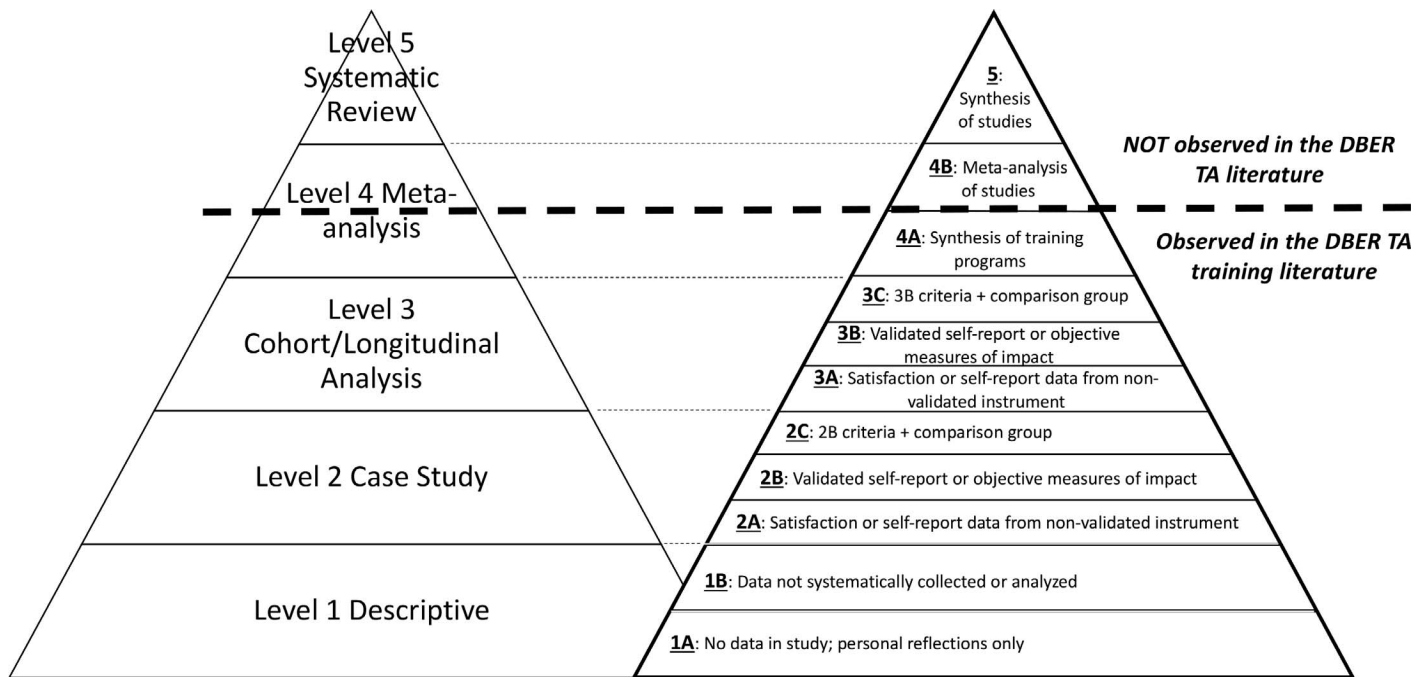 Level 5
Systematic
Review
Level 4 Meta-
analysis
Level 3
Cohort/Longitudinal
Analysis
Level 2 Case Study
Level 1 Descriptive
5:
Synthesis
of studies
4B: Meta-analysis
of studies
4A: Synthesis of training
programs
3C: 3B criteria + comparison group
3B: Validated self-report or objective
measures of impact
3A: Satisfaction or self-report data from non-
validated instrument
2C: 2B criteria + comparison group
2B: Validated self-report or objective measures of impact
2A: Satisfaction or self-report data from non-validated instrument
1B: Data not systematically collected or analyzed
1A: No data in study; personal reflections only
NOT observed in the DBER
TA literature
Observed in the DBER TA
training literature